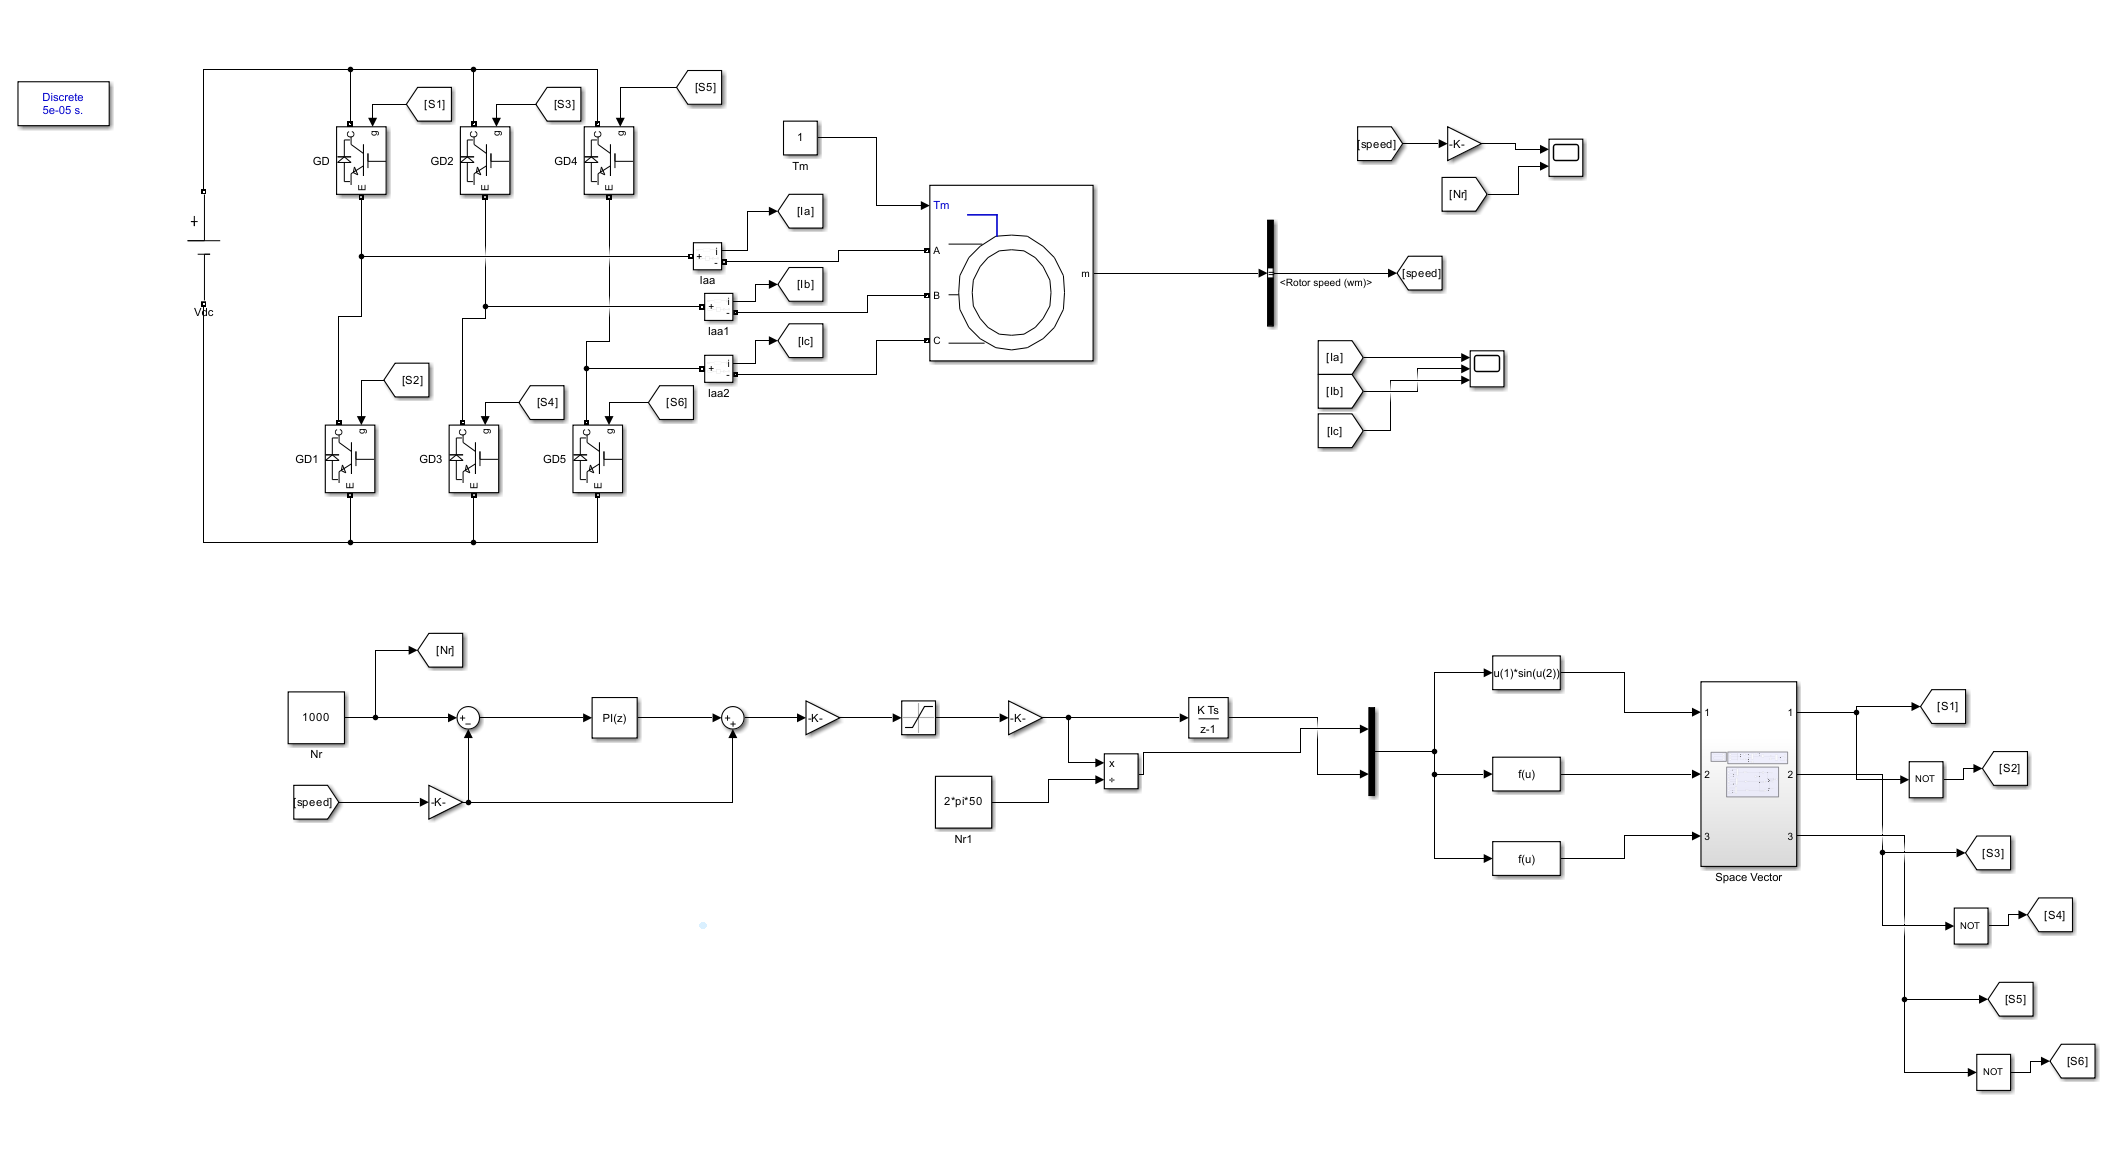 Discrete
5e-05 s.
[S1]
[S3]
[S5]
C
g
C
g
C
g
GD
GD2
GD4
E
E
E
1
Tm
+
Vdc
[Ia]
+
i
-
Iaa
[Ib]
+
i
-
Iaa1
[Ic]
+
i
-
Iaa2
Tm
A
B
C
m
<Rotor speed (wm)>
[speed]
[speed]
-K-
[Nr]
[Ia]
[Ib]
[Ic]
[S2]
[S4]
[S6]
C
g
C
g
C
g
GD1
GD3
GD5
E
E
E
[Nr]
1000
Nr
+
-
PI(z)
+
+
-K-
-K-
K Ts
z-1
[speed]
-K-
2*pi*50
Nr1
x
÷
u(1)*sin(u(2))
f(u)
f(u)
1
2
3
1
2
3
Space Vector
[S1]
NOT
[S2]
[S3]
NOT
[S4]
[S5]
NOT
[S6]